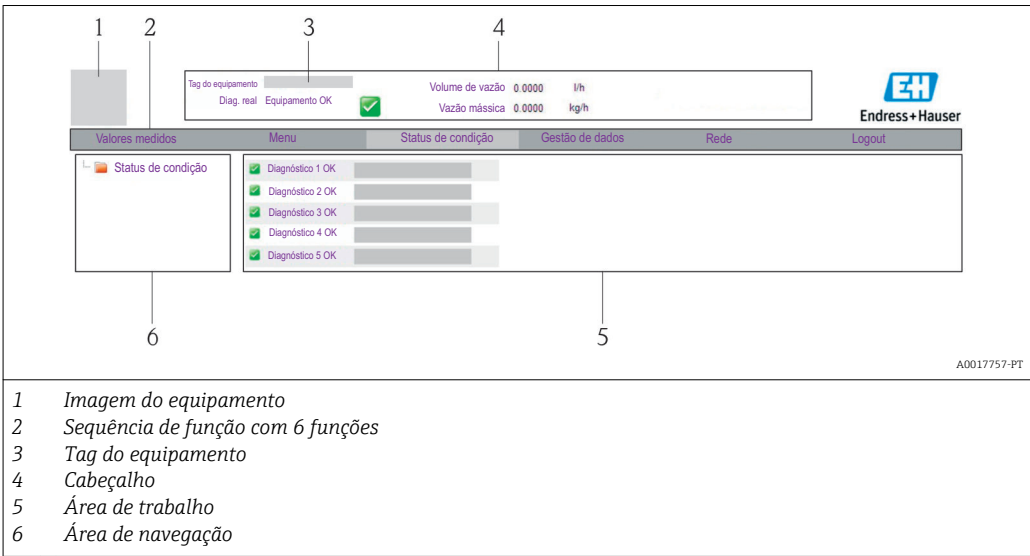 1 2 3 4
Tag do equipamento Volume de vazão 0.0000 l/h
Diag. real Equipamento OK Vazão mássica 0.0000 kg/h
EH
Endress+Hauser
Valores medidos Menu Status de condição Gestão de dados Rede Logout
Status de condição Diagnóstico 1 OK
Diagnóstico 2 OK
Diagnóstico 3 OK
Diagnóstico 4 OK
Diagnóstico 5 OK
6 5
A0017757-PT
1 Imagem do equipamento
2 Sequência de função com 6 funções
3 Tag do equipamento
4 Cabeçalho
5 Área de trabalho
6 Área de navegação